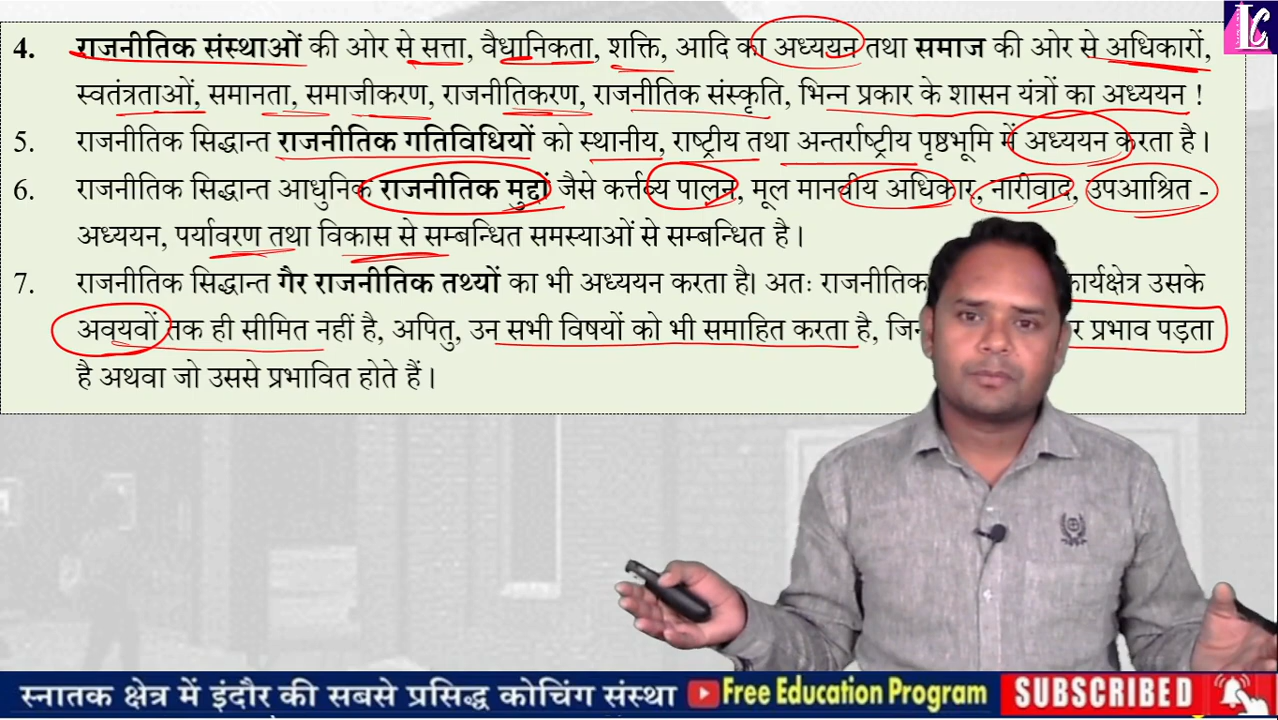 LC
4. राजनीतिक संस्थाओं की ओर से सत्ता, वैधानिकता, शक्ति, आदि का अध्ययन तथा समाज की ओर से अधिकारों,
स्वतंत्रताओं, समानता, समाजीकरण, राजनीतिकरण, राजनीतिक संस्कृति, भिन्न प्रकार के शासन यंत्रों का अध्ययन !
5. राजनीतिक सिद्धान्त राजनीतिक गतिविधियों को स्थानीय, राष्ट्रीय तथा अन्तर्राष्ट्रीय पृष्ठभूमि में अध्ययन करता है।
6. राजनीतिक सिद्धान्त आधुनिक राजनीतिक मुद्दों जैसे कर्त्तव्य पालन, मूल मानवीय अधिकार, नारीवाद, उपआश्रित -
अध्ययन, पर्यावरण तथा विकास से सम्बन्धित समस्याओं से सम्बन्धित है।
7. राजनीतिक सिद्धान्त गैर राजनीतिक तथ्यों का भी अध्ययन करता है। अतः राजनीतिक कार्यक्षेत्र उसके
अवयवों तक ही सीमित नहीं है, अपितु, उन सभी विषयों को भी समाहित करता है, प्रभाव पड़ता
है अथवा जो उससे प्रभावित होते हैं।
स्नातक क्षेत्र में इंदौर की सबसे प्रसिद्ध कोचिंग संस्था Free Education Program SUBSCRIBED